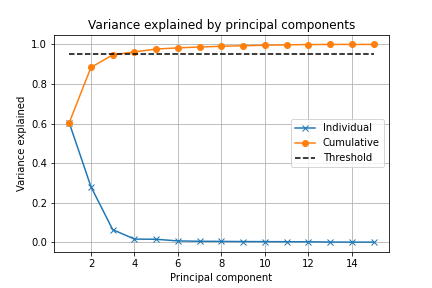 Variance explained by principal components
Variance explained
1.0
0.8
0.6
0.4
0.2
0.0
Individual
Cumulative
Threshold
2 4 6 8 10 12 14
Principal component